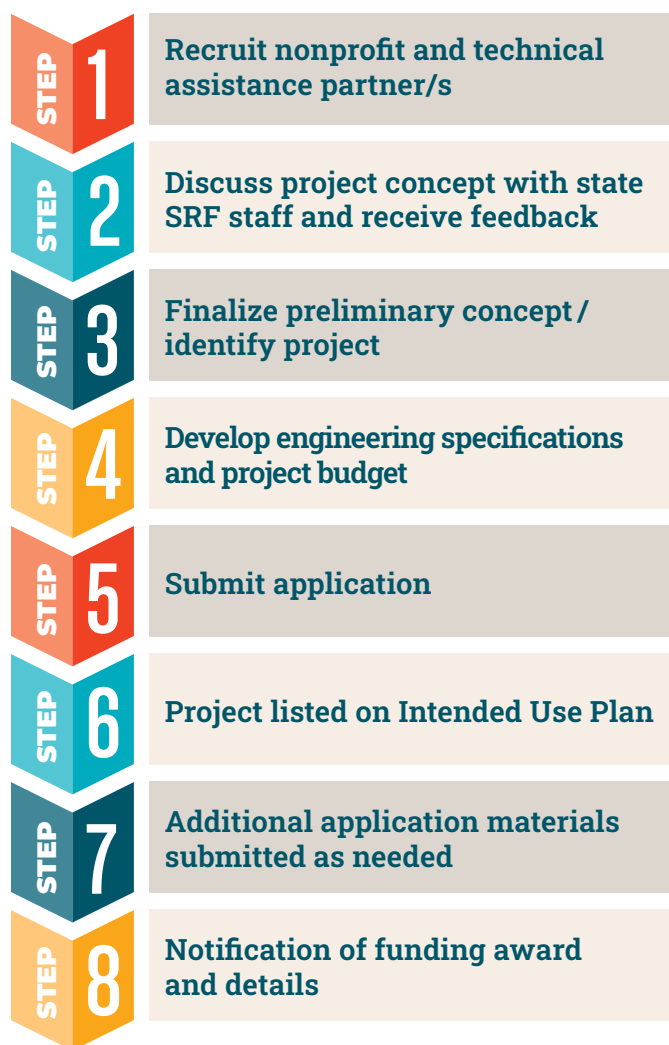 STEP 1
Recruit nonprofit and technical
assistance partner/s
STEP 2
Discuss project concept with state
SRF staff and receive feedback
STEP 3
Finalize preliminary concept /
identify project
STEP 4
Develop engineering specifications
and project budget
STEP 5
Submit application
STEP 6
Project listed on Intended Use Plan
STEP 7
Additional application materials
submitted as needed
STEP 8
Notification of funding award
and details